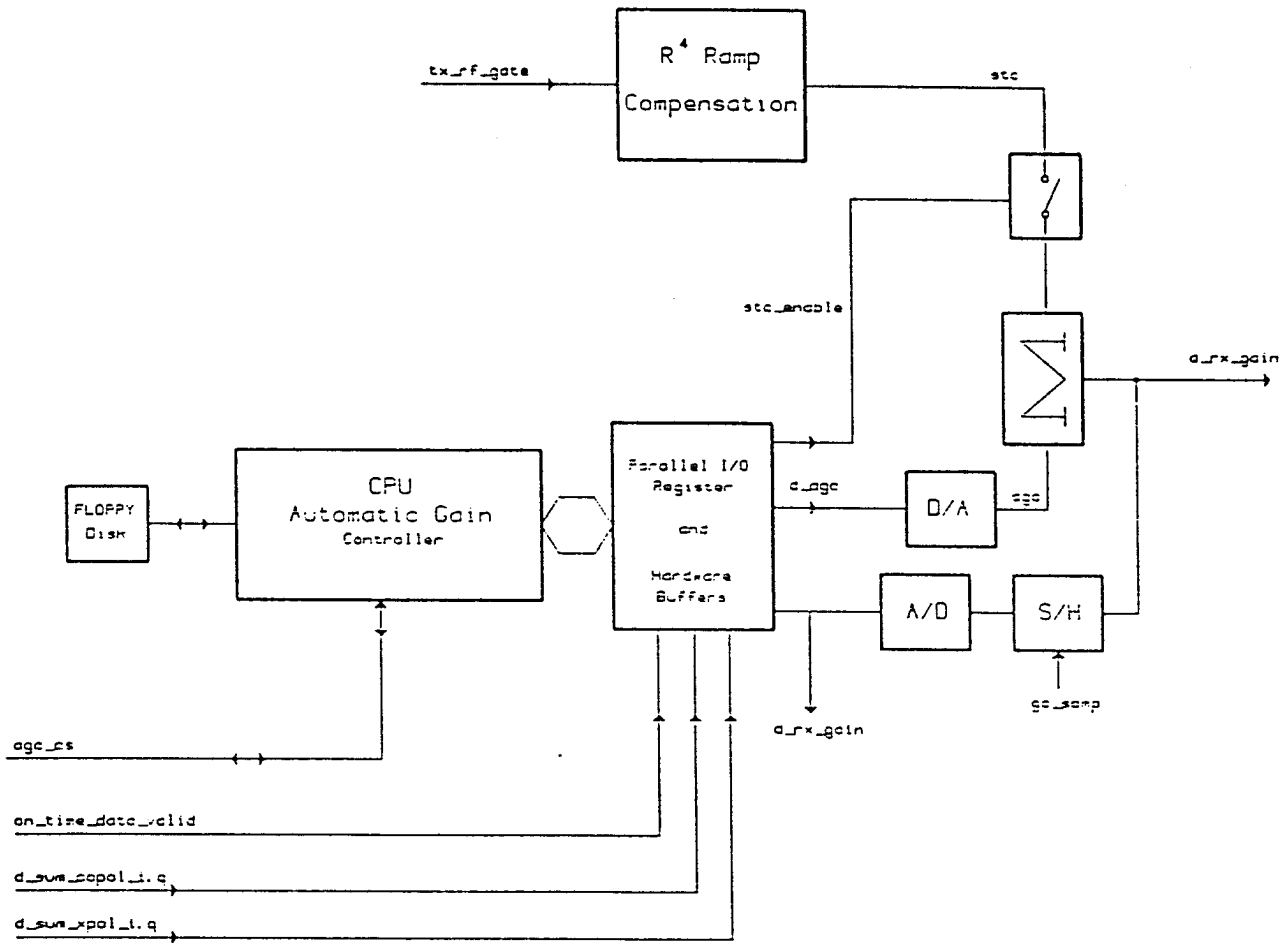 R⁴ Ramp
Compensation
tx_rf_gate
stc
stc_enable
a_rx_gain
Parallel I/O
Register
and
Hardware
Buffers
CPU
Automatic Gain
Controller
FLOPPY
Disk
d_agc
D/A
agc
A/D
S/H
d_rx_gain
agc_cs
on_time_data_valid
d_sum_copol_i.q
d_sum_xpol_i.q